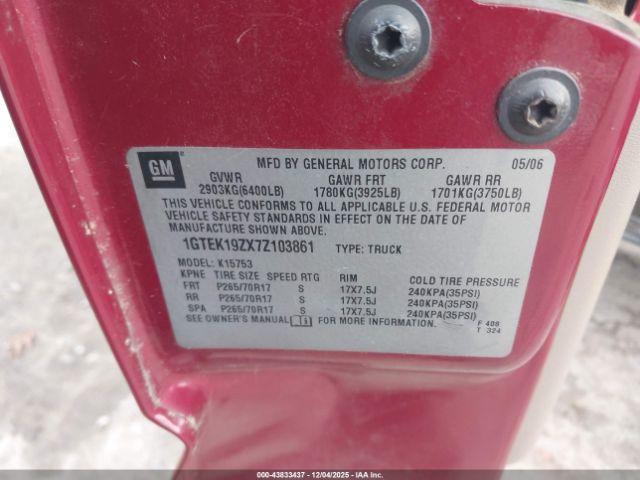 GM
MFD BY GENERAL MOTORS CORP. 05/06
GVWR GAWR FRT GAWR RR
2903KG(6400LB) 1780KG(3925LB) 1701KG(3750LB)
THIS VEHICLE CONFORMS TO ALL APPLICABLE U.S. FEDERAL MOTOR
VEHICLE SAFETY STANDARDS IN EFFECT ON THE DATE OF
MANUFACTURE SHOWN ABOVE.
1GTEK19ZX7Z103861 TYPE: TRUCK
MODEL: K15753
KPNE TIRE SIZE SPEED RTG RIM COLD TIRE PRESSURE
FRT P265/70R17 S 17X7.5J 240KPA(35PSI)
RR P265/70R17 S 17X7.5J 240KPA(35PSI)
SPA P265/70R17 S 17X7.5J 240KPA(35PSI)
SEE OWNER'S MANUAL FOR MORE INFORMATION. F 408
T 324
© - 43833437 - 12/04/2025 - IAAI.COM